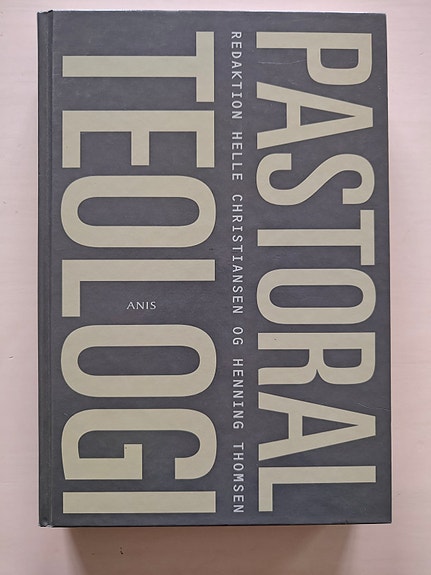 PASTORAL
REDAKTION HELLE CHRISTIANSEN OG HENNING THOMSEN
TEOLOGI
ANIS